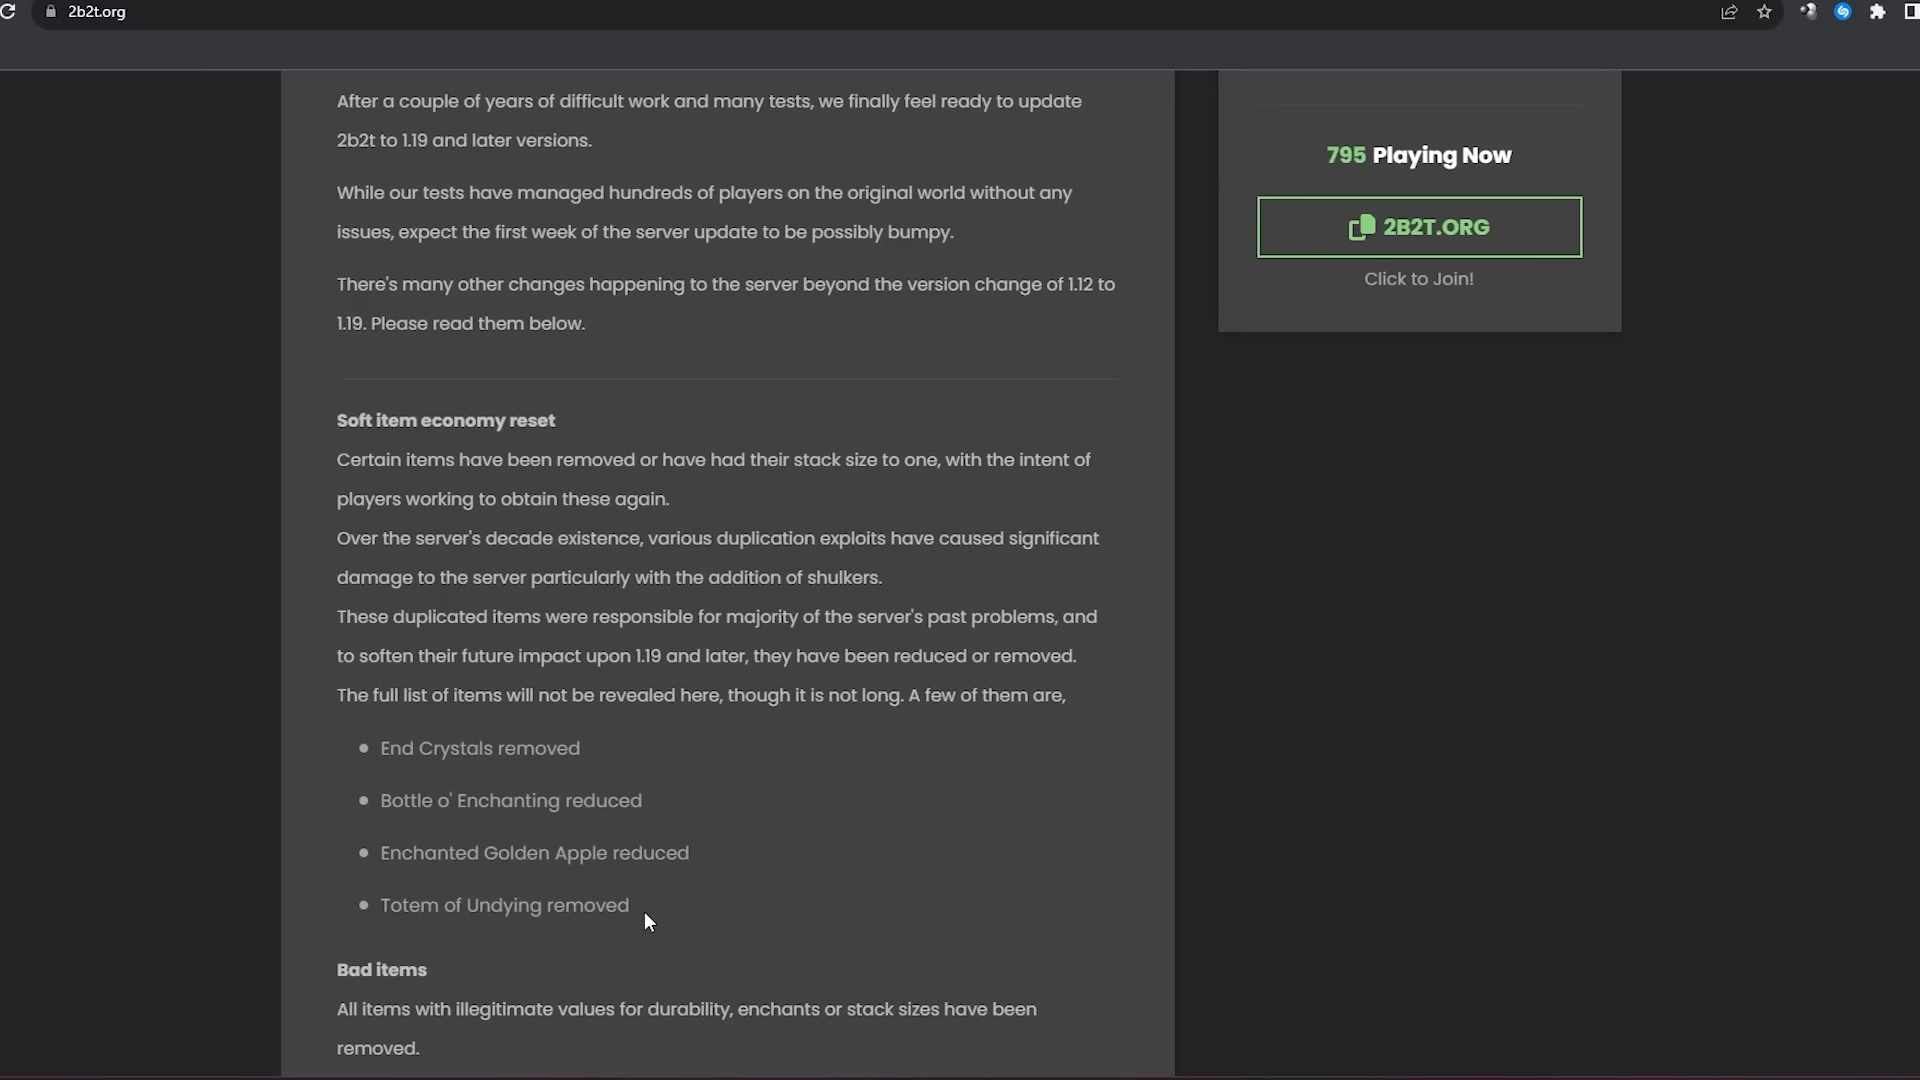 2b2t.org
After a couple of years of difficult work and many tests, we finally feel ready to update
2b2t to 1.19 and later versions.
While our tests have managed hundreds of players on the original world without any
issues, expect the first week of the server update to be possibly bumpy.
There's many other changes happening to the server beyond the version change of 1.12 to
1.19. Please read them below.
Soft item economy reset
Certain items have been removed or have had their stack size to one, with the intent of
players working to obtain these again.
Over the server's decade existence, various duplication exploits have caused significant
damage to the server particularly with the addition of shulkers.
These duplicated items were responsible for majority of the server's past problems, and
to soften their future impact upon 1.19 and later, they have been reduced or removed.
The full list of items will not be revealed here, though it is not long. A few of them are,
End Crystals removed
Bottle o' Enchanting reduced
Enchanted Golden Apple reduced
Totem of Undying removed
Bad items
All items with illegitimate values for durability, enchants or stack sizes have been
removed.
795 Playing Now
2B2T.ORG
Click to Join!